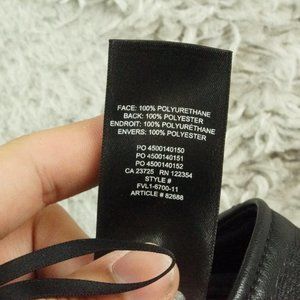 FACE: 100% POLYURETHANE
BACK: 100% POLYESTER
ENDROIT: 100% POLYURÉTHANE
ENVERS: 100% POLYESTER
PO 4500140150
PO 4500140151
PO 4500140152
CA 23725 RN 122354
STYLE #
FVL1-6700-11
ARTICLE # 82688